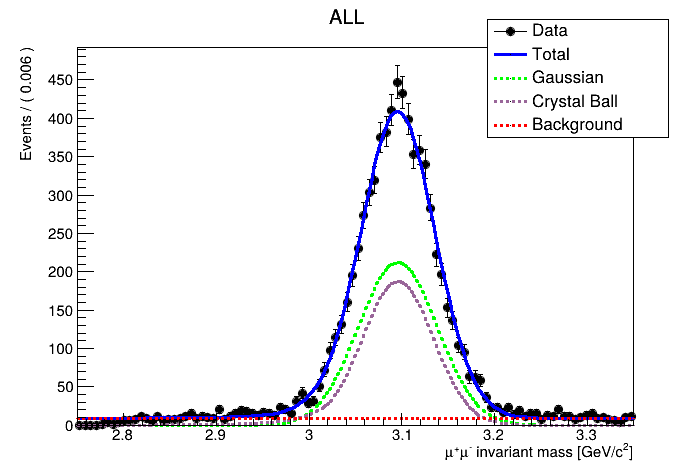 ALL
Data
Total
Gaussian
Crystal Ball
Background
Events / ( 0.006 )
450
400
350
300
250
200
150
100
50
0
2.8 2.9 3 3.1 3.2 3.3
μ⁺μ⁻ invariant mass [GeV/c²]